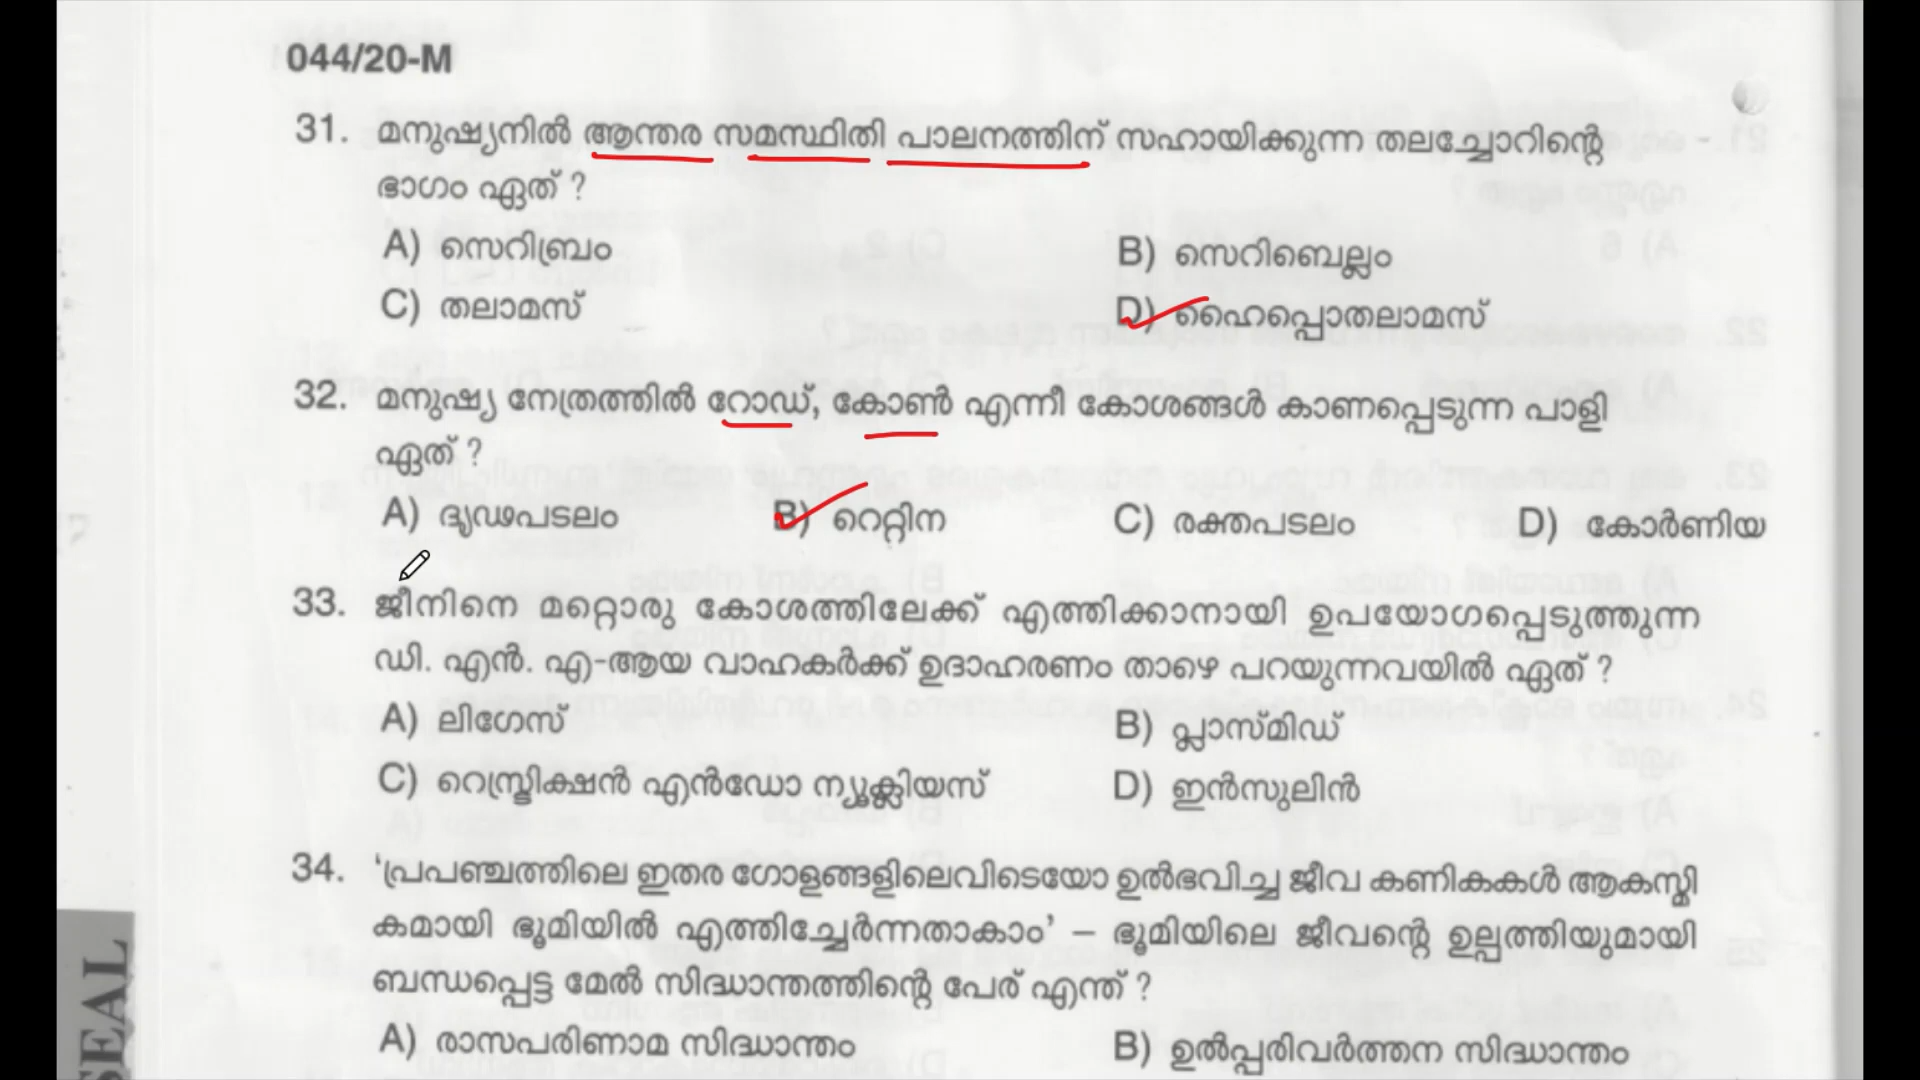 044/20-M
31. മനുഷ്യനിൽ ആന്തര സമസ്ഥിതി പാലനത്തിന് സഹായിക്കുന്ന തലച്ചോറിന്റെ
ഭാഗം ഏത് ?
A) സെറിബ്രം B) സെറിബെല്ലം
C) തലാമസ് D) ഹൈപ്പൊതലാമസ്
32. മനുഷ്യ നേത്രത്തിൽ റോഡ്, കോൺ എന്നീ കോശങ്ങൾ കാണപ്പെടുന്ന പാളി
ഏത് ?
A) ദൃഢപടലം B) റെറ്റിന C) രക്തപടലം D) കോർണിയ
33. ജീനിനെ മറ്റൊരു കോശത്തിലേക്ക് എത്തിക്കാനായി ഉപയോഗപ്പെടുത്തുന്ന
ഡി. എൻ. എ-ആയ വാഹകർക്ക് ഉദാഹരണം താഴെ പറയുന്നവയിൽ ഏത് ?
A) ലിഗേസ് B) പ്ലാസ്മിഡ്
C) റെസ്ട്രിക്ഷൻ എൻഡോ ന്യൂക്ലിയസ് D) ഇൻസുലിൻ
34. 'പ്രപഞ്ചത്തിലെ ഇതര ഗോളങ്ങളിലെവിടെയോ ഉൽഭവിച്ച ജീവ കണികകൾ ആകസ്മി
കമായി ഭൂമിയിൽ എത്തിച്ചേർന്നതാകാം' – ഭൂമിയിലെ ജീവന്റെ ഉല്പത്തിയുമായി
ബന്ധപ്പെട്ട മേൽ സിദ്ധാന്തത്തിന്റെ പേര് എന്ത് ?
A) രാസപരിണാമ സിദ്ധാന്തം B) ഉൽപ്പരിവർത്തന സിദ്ധാന്തം
SEAL